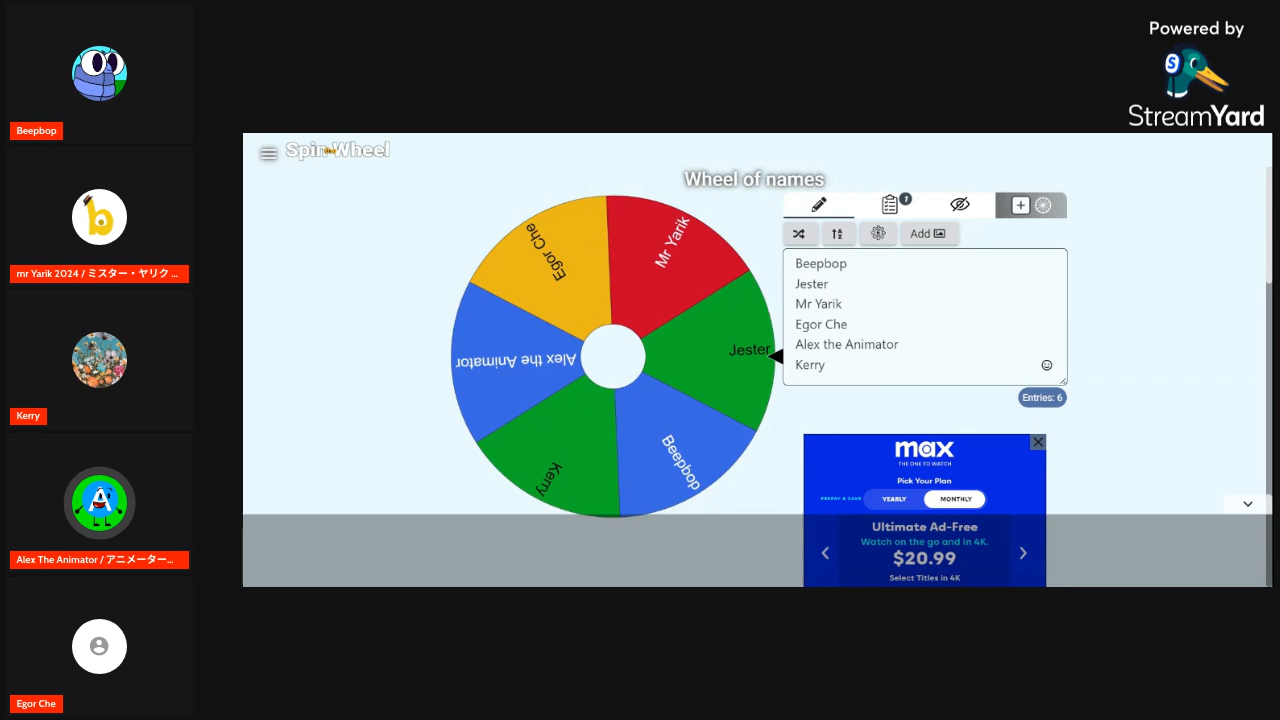 Beepbop
mr Yarik 2024 / ミスター・ヤリク ...
Kerry
Alex The Animator / アニメーター...
Egor Che
Powered by
StreamYard
Spin The Wheel
Wheel of names
1
Add
Beepbop
Jester
Mr Yarik
Egor Che
Alex the Animator
Kerry
Entries: 6
Egor Che
Mr Yarik
Jester
Beepbop
Kerry
Alex the Animator
max
THE ONE TO WATCH
Pick Your Plan
PREPAY & SAVE
YEARLY
MONTHLY
Ultimate Ad-Free
Watch on the go and in 4K.
$20.99
Select Titles in 4K